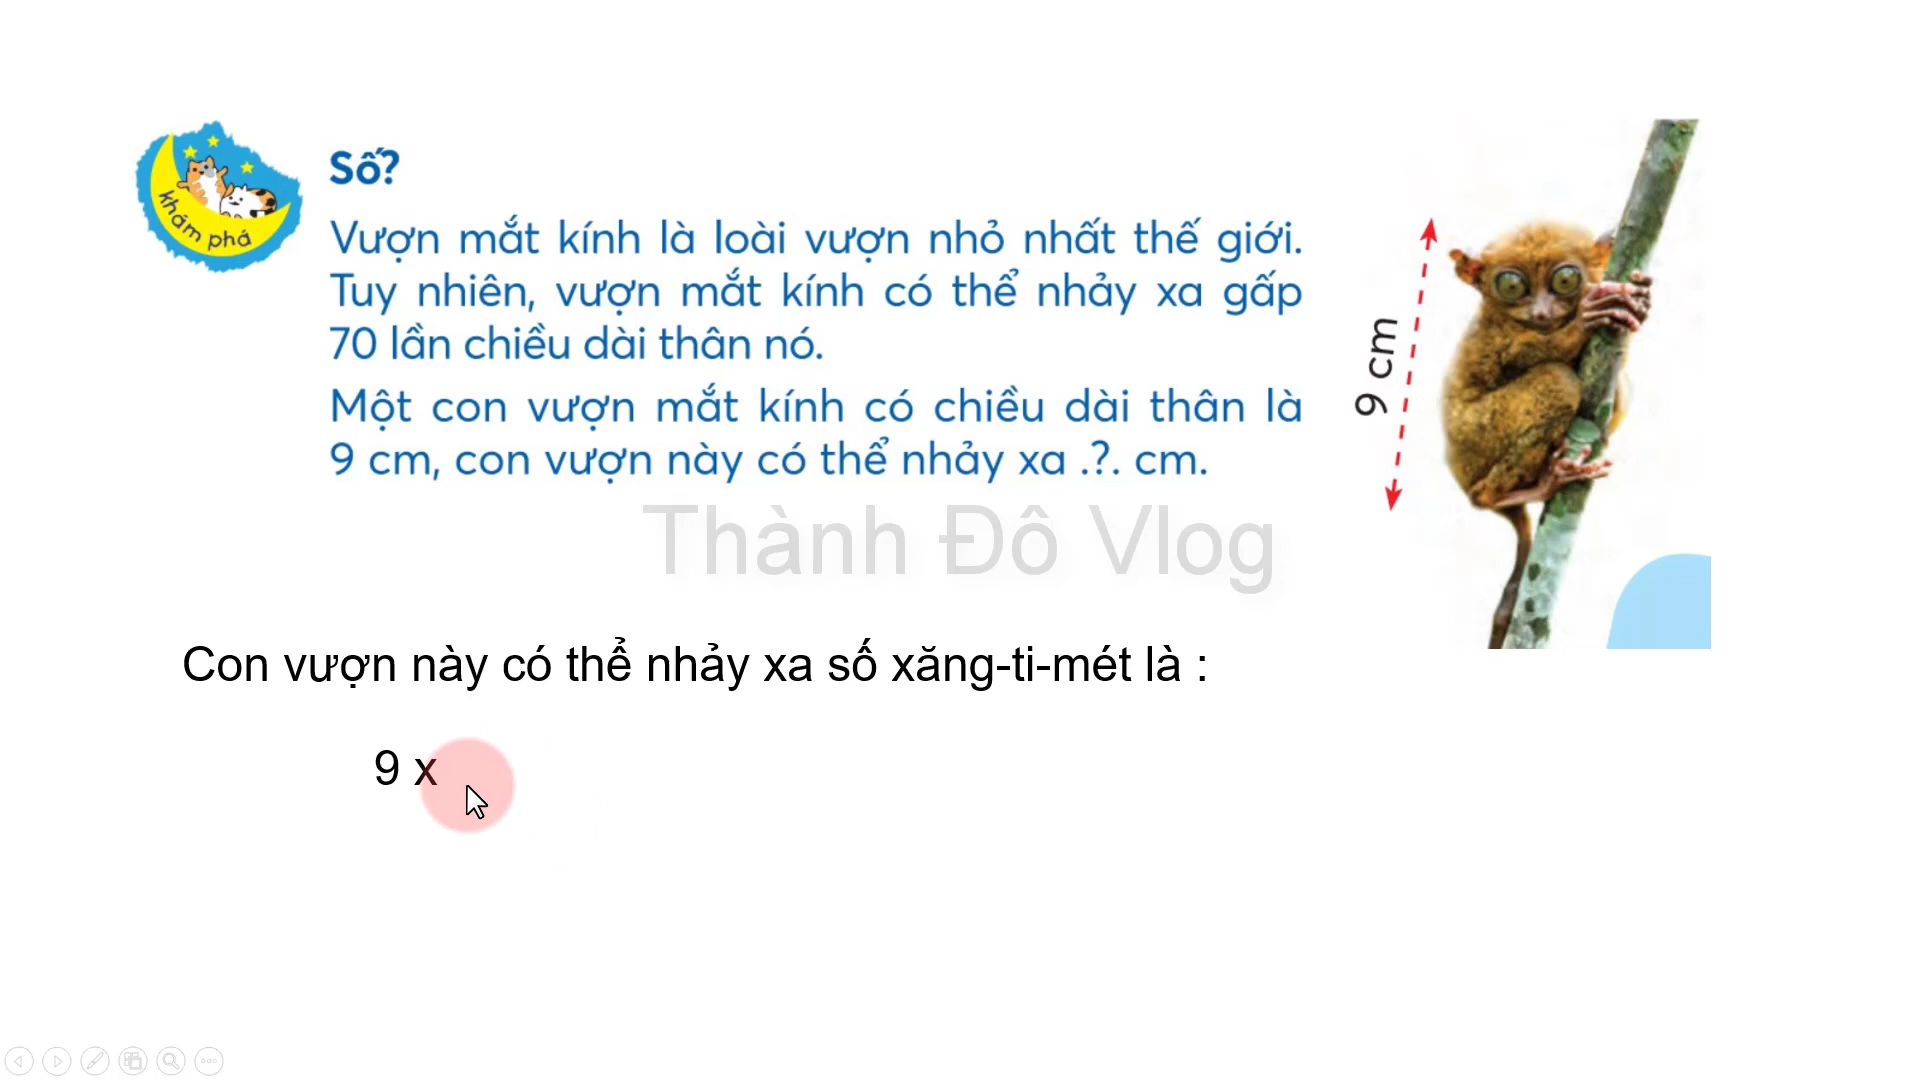 khám phá
Số?
Vượn mắt kính là loài vượn nhỏ nhất thế giới.
Tuy nhiên, vượn mắt kính có thể nhảy xa gấp
70 lần chiều dài thân nó.
Một con vượn mắt kính có chiều dài thân là
9 cm, con vượn này có thể nhảy xa .?. cm.
9 cm
Thành Đô Vlog
Con vượn này có thể nhảy xa số xăng-ti-mét là :
9 x